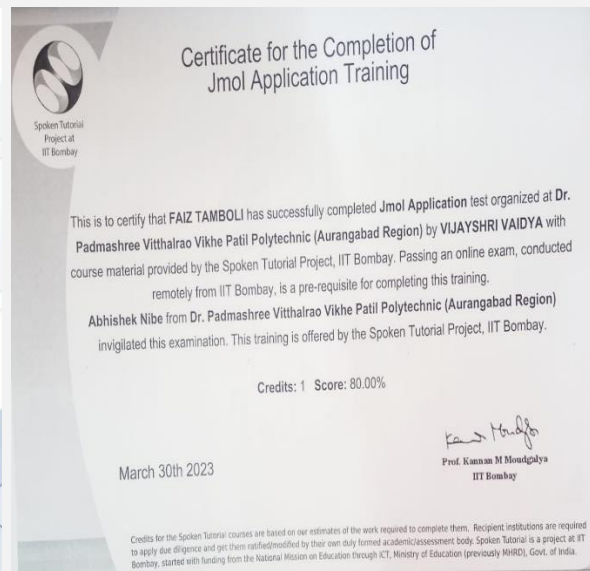 Certificate for the Completion of
Jmol Application Training
Spoken Tutorial
Project at
IIT Bombay
This is to certify that FAIZ TAMBOLI has successfully completed Jmol Application test organized at Dr.
Padmashree Vitthalrao Vikhe Patil Polytechnic (Aurangabad Region) by VIJAYSHRI VAIDYA with
course material provided by the Spoken Tutorial Project, IIT Bombay. Passing an online exam, conducted
remotely from IIT Bombay, is a pre-requisite for completing this training.
Abhishek Nibe from Dr. Padmashree Vitthalrao Vikhe Patil Polytechnic (Aurangabad Region)
invigilated this examination. This training is offered by the Spoken Tutorial Project, IIT Bombay.
Credits: 1 Score: 80.00%
March 30th 2023
Prof. Kannan M Moudgalya
IIT Bombay
Credits for the Spoken Tutorial courses are based on our estimates of the work required to complete them, Recipient institutions are required
to apply due diligence and get them ratified/modified by their own duly formed academic/assessment body. Spoken Tutorial is a project at IIT
Bombay, started with funding from the National Mission on Education through ICT, Ministry of Education (previously MHRD), Govt. of India.